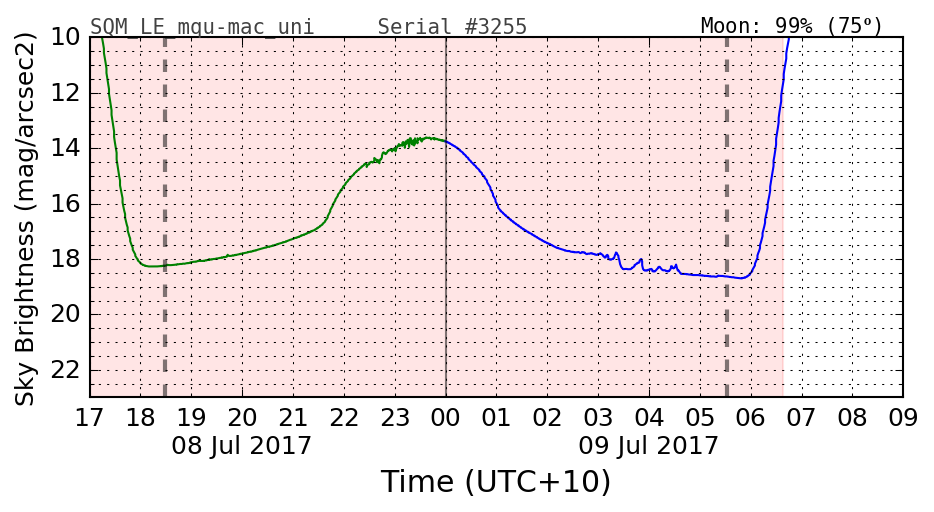 SQM_LE_mqu-mac_uni Serial #3255 Moon: 99% (75º)
Sky Brightness (mag/arcsec2)
10
12
14
16
18
20
22
17 18 19 20 21 22 23 00 01 02 03 04 05 06 07 08 09
08 Jul 2017 09 Jul 2017
Time (UTC+10)